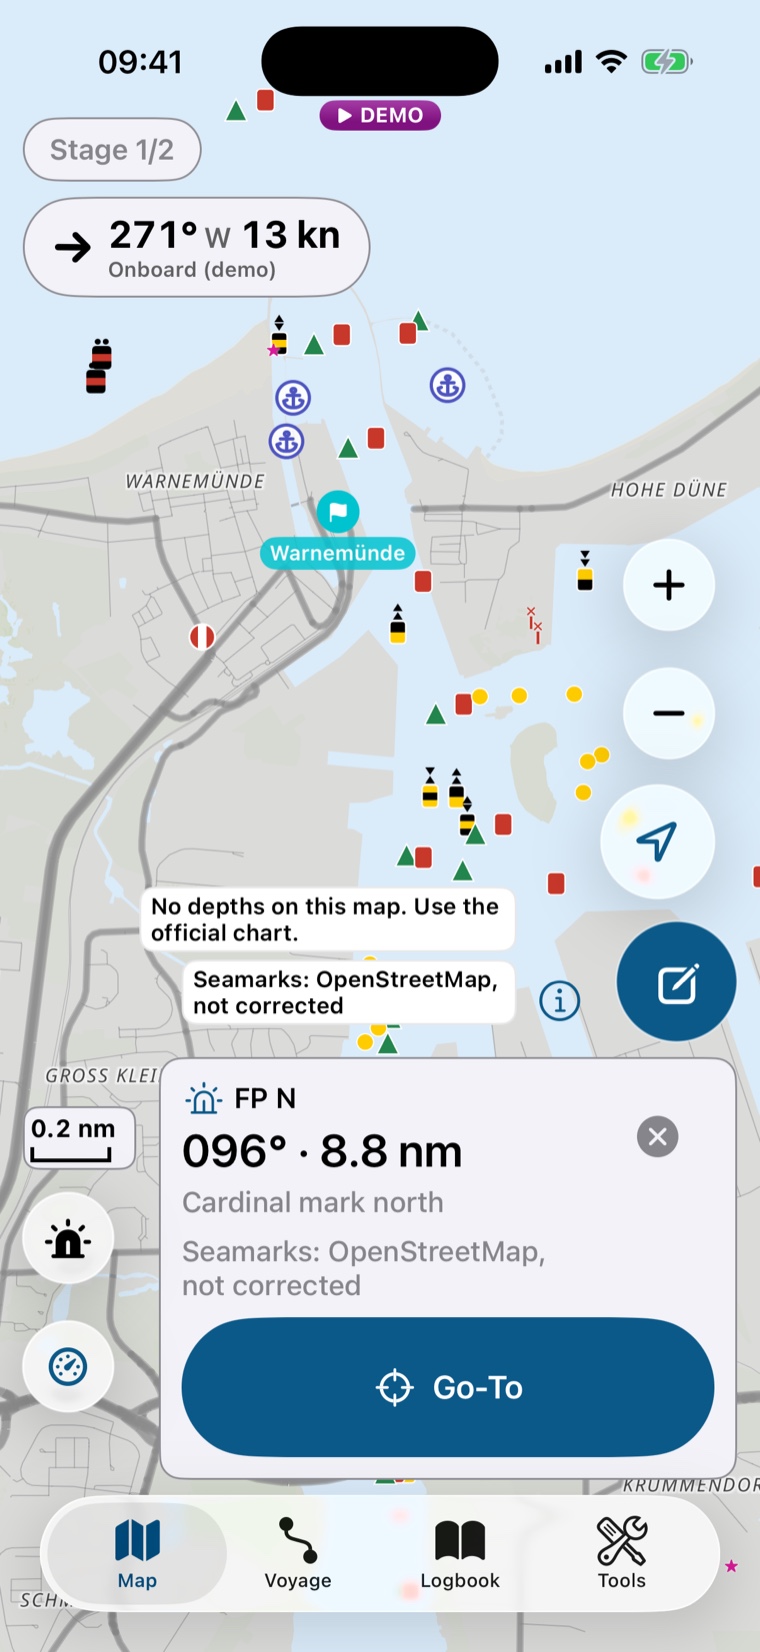 09:41
DEMO
Stage 1/2
271° W 13 kn
Onboard (demo)
WARNEMÜNDE
HOHE DÜNE
Warnemünde
No depths on this map. Use the
official chart.
Seamarks: OpenStreetMap,
not corrected
GROSS KLEI
0.2 nm
FP N
096° · 8.8 nm
Cardinal mark north
Seamarks: OpenStreetMap,
not corrected
Go-To
KRUMMENDOR
Map
Voyage
Logbook
Tools
SCHM